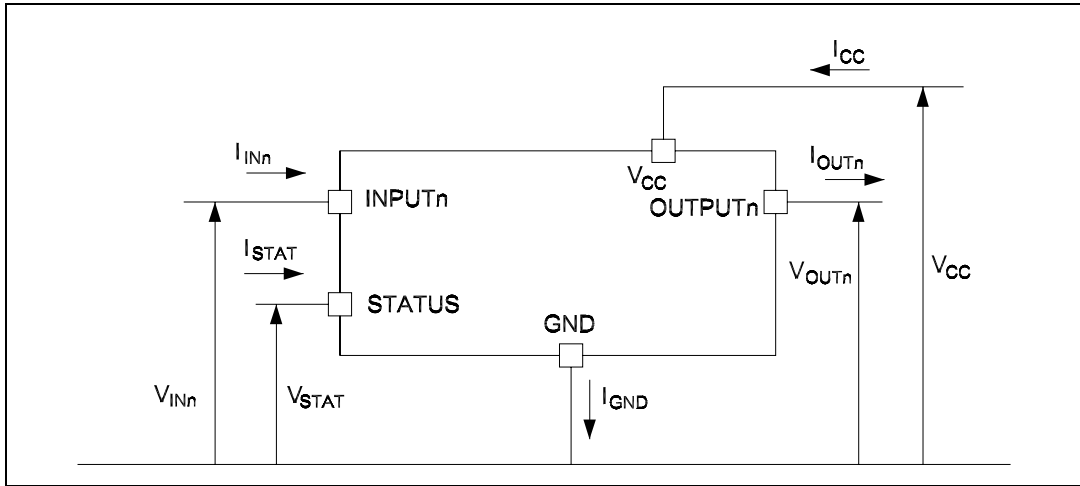 ICC
IINn
VCC
IOUTn
INPUTn
OUTPUTn
ISTAT
VOUTn
VCC
STATUS
GND
VINn
VSTAT
IGND